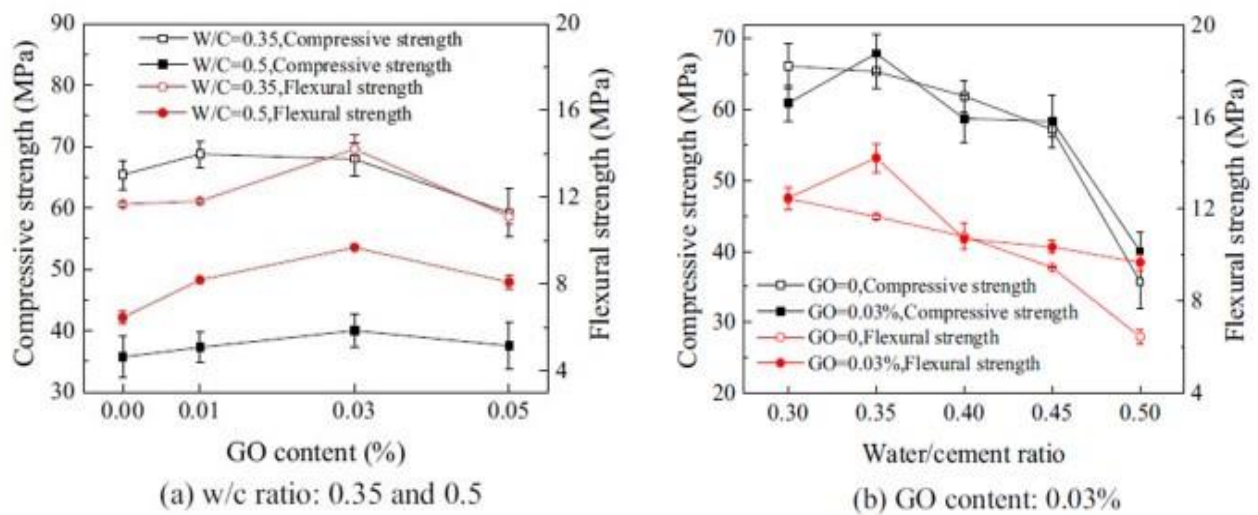 90
80
70
60
50
40
30
Compressive strength (MPa)
W/C=0.35,Compressive strength
W/C=0.5,Compressive strength
W/C=0.35,Flexural strength
W/C=0.5,Flexural strength
20
16
12
8
4
Flexural strength (MPa)
0.00 0.01 0.03 0.05
GO content (%)
(a) w/c ratio: 0.35 and 0.5
70
60
50
40
30
20
Compressive strength (MPa)
GO=0,Compressive strength
GO=0.03%,Compressive strength
GO=0,Flexural strength
GO=0.03%,Flexural strength
20
16
12
8
4
Flexural strength (MPa)
0.30 0.35 0.40 0.45 0.50
Water/cement ratio
(b) GO content: 0.03%